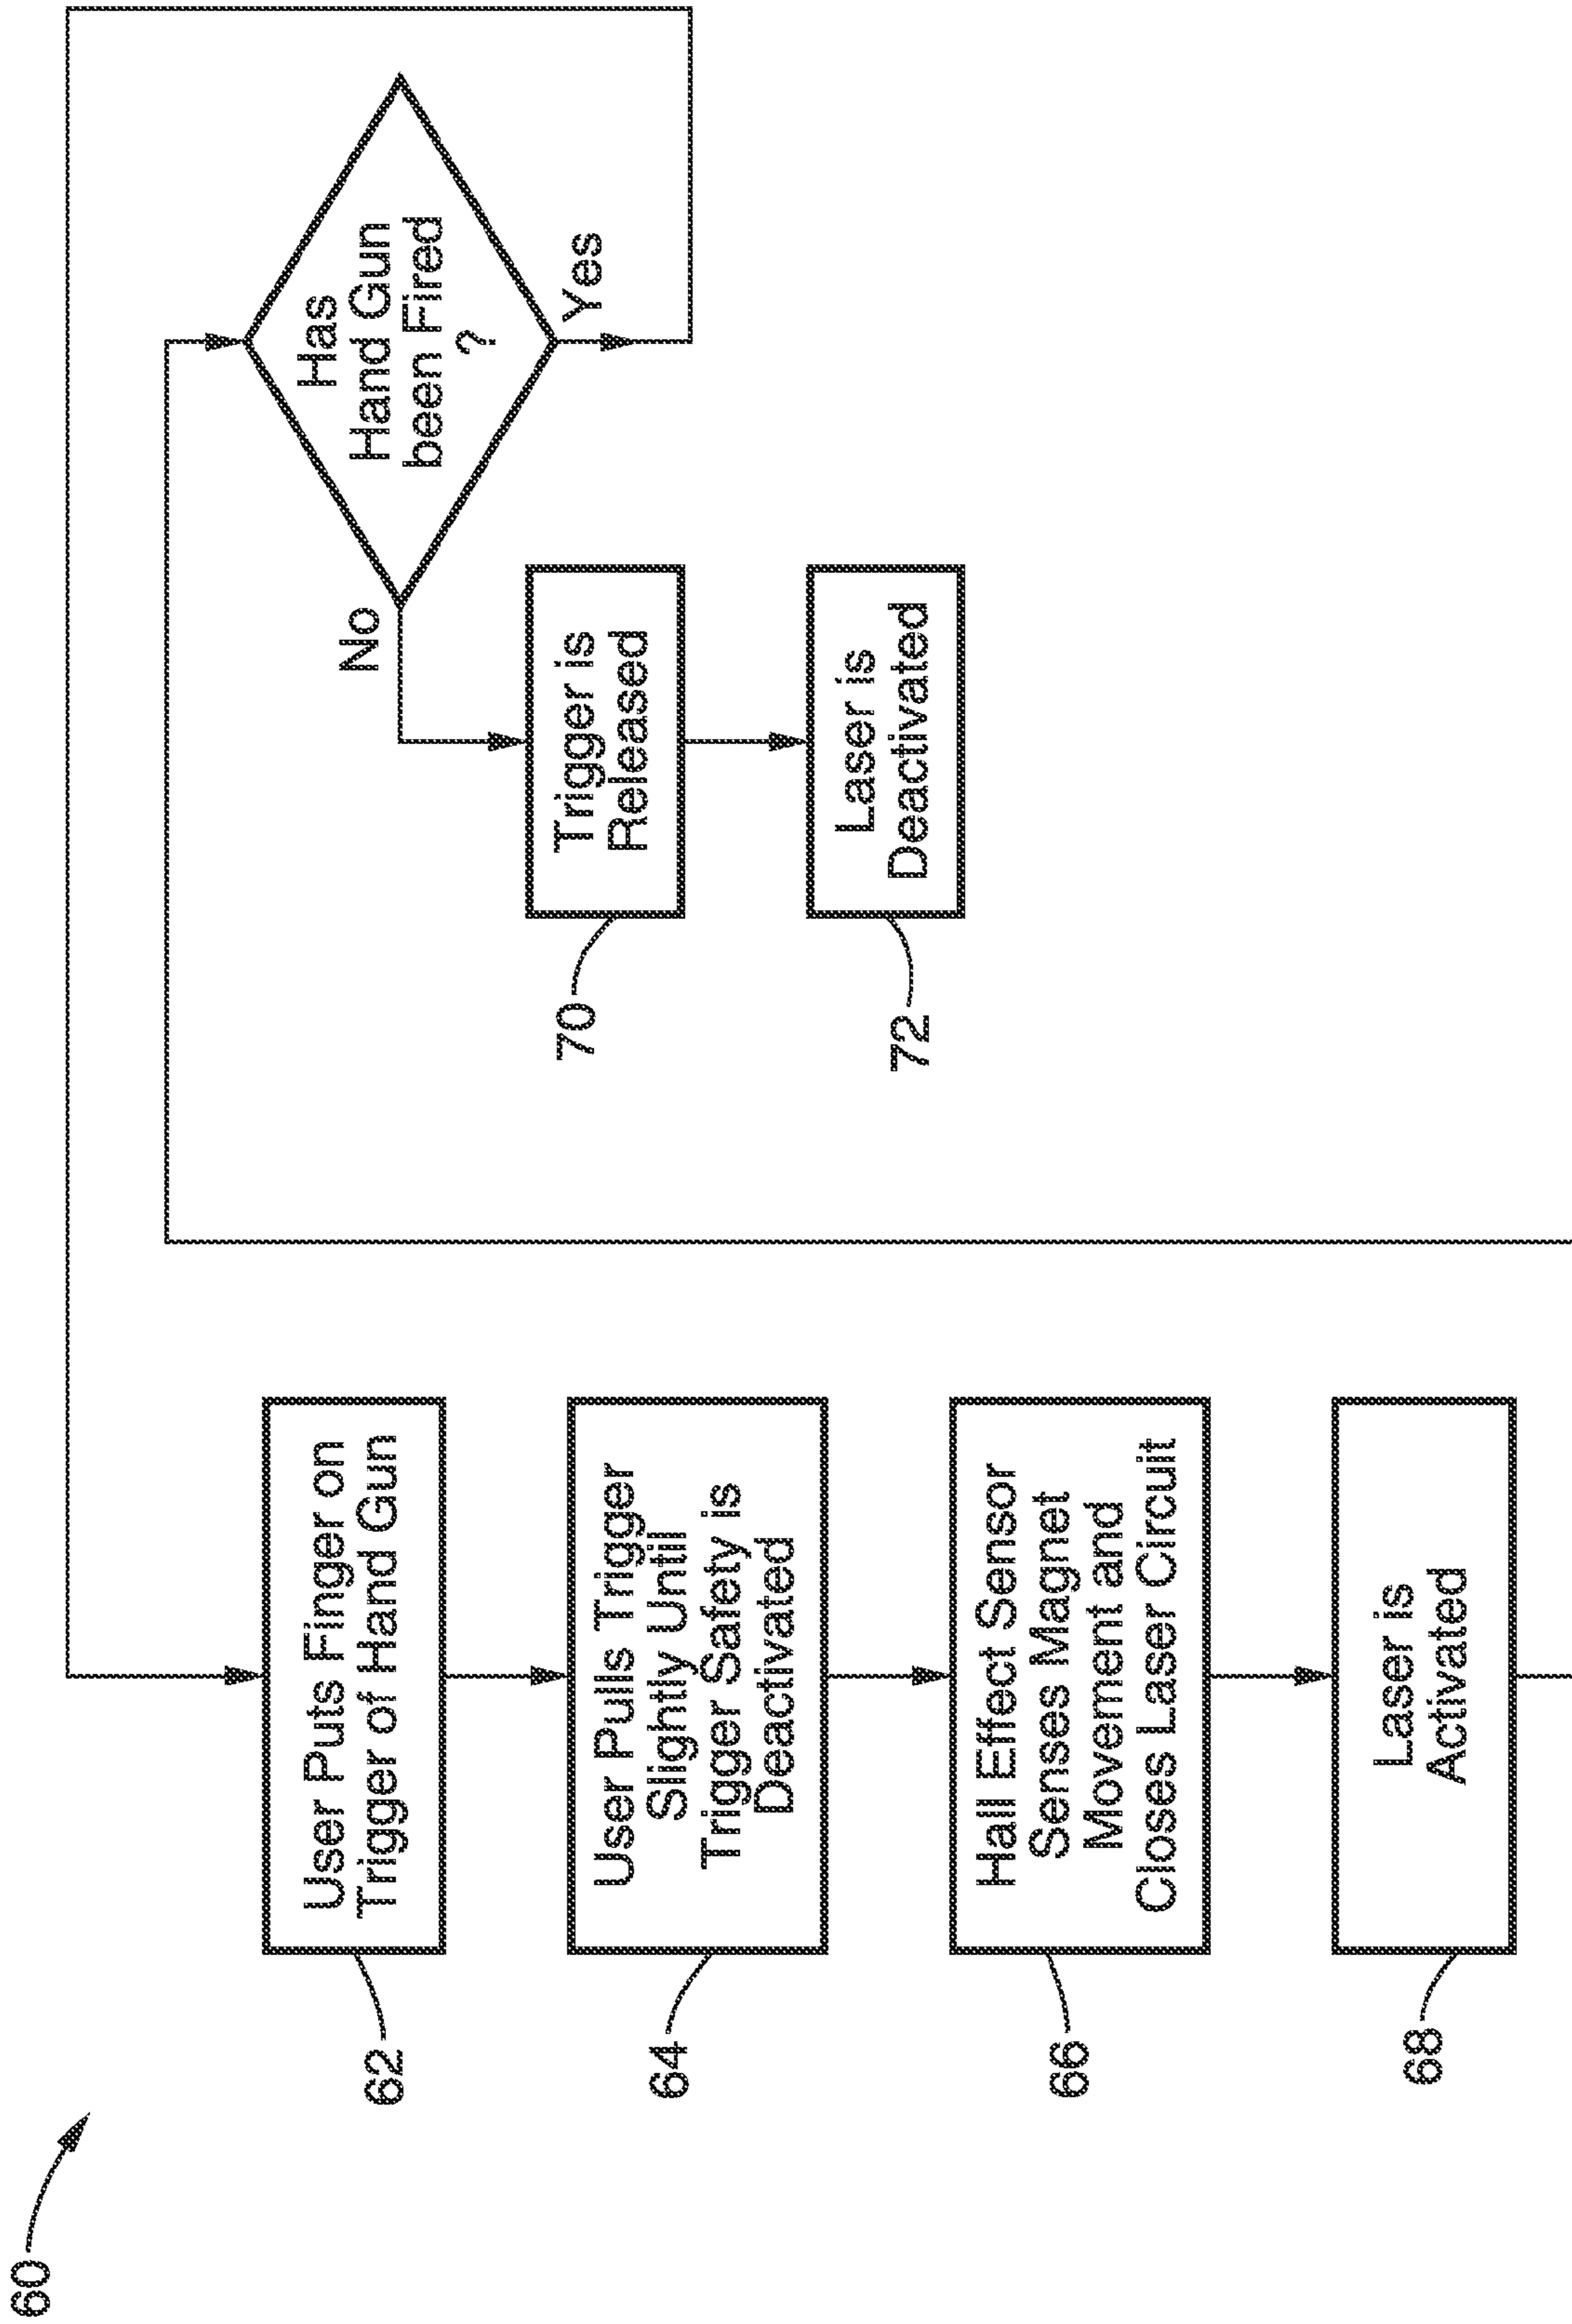 60
62
User Puts Finger on
Trigger of Hand Gun
64
User Pulls Trigger
Slightly Until
Trigger Safety is
Deactivated
66
Hall Effect Sensor
Senses Magnet
Movement and
Closes Laser Circuit
68
Laser is
Activated
Has
Hand Gun
been Fired
?
No
Yes
70
Trigger is
Released
72
Laser is
Deactivated